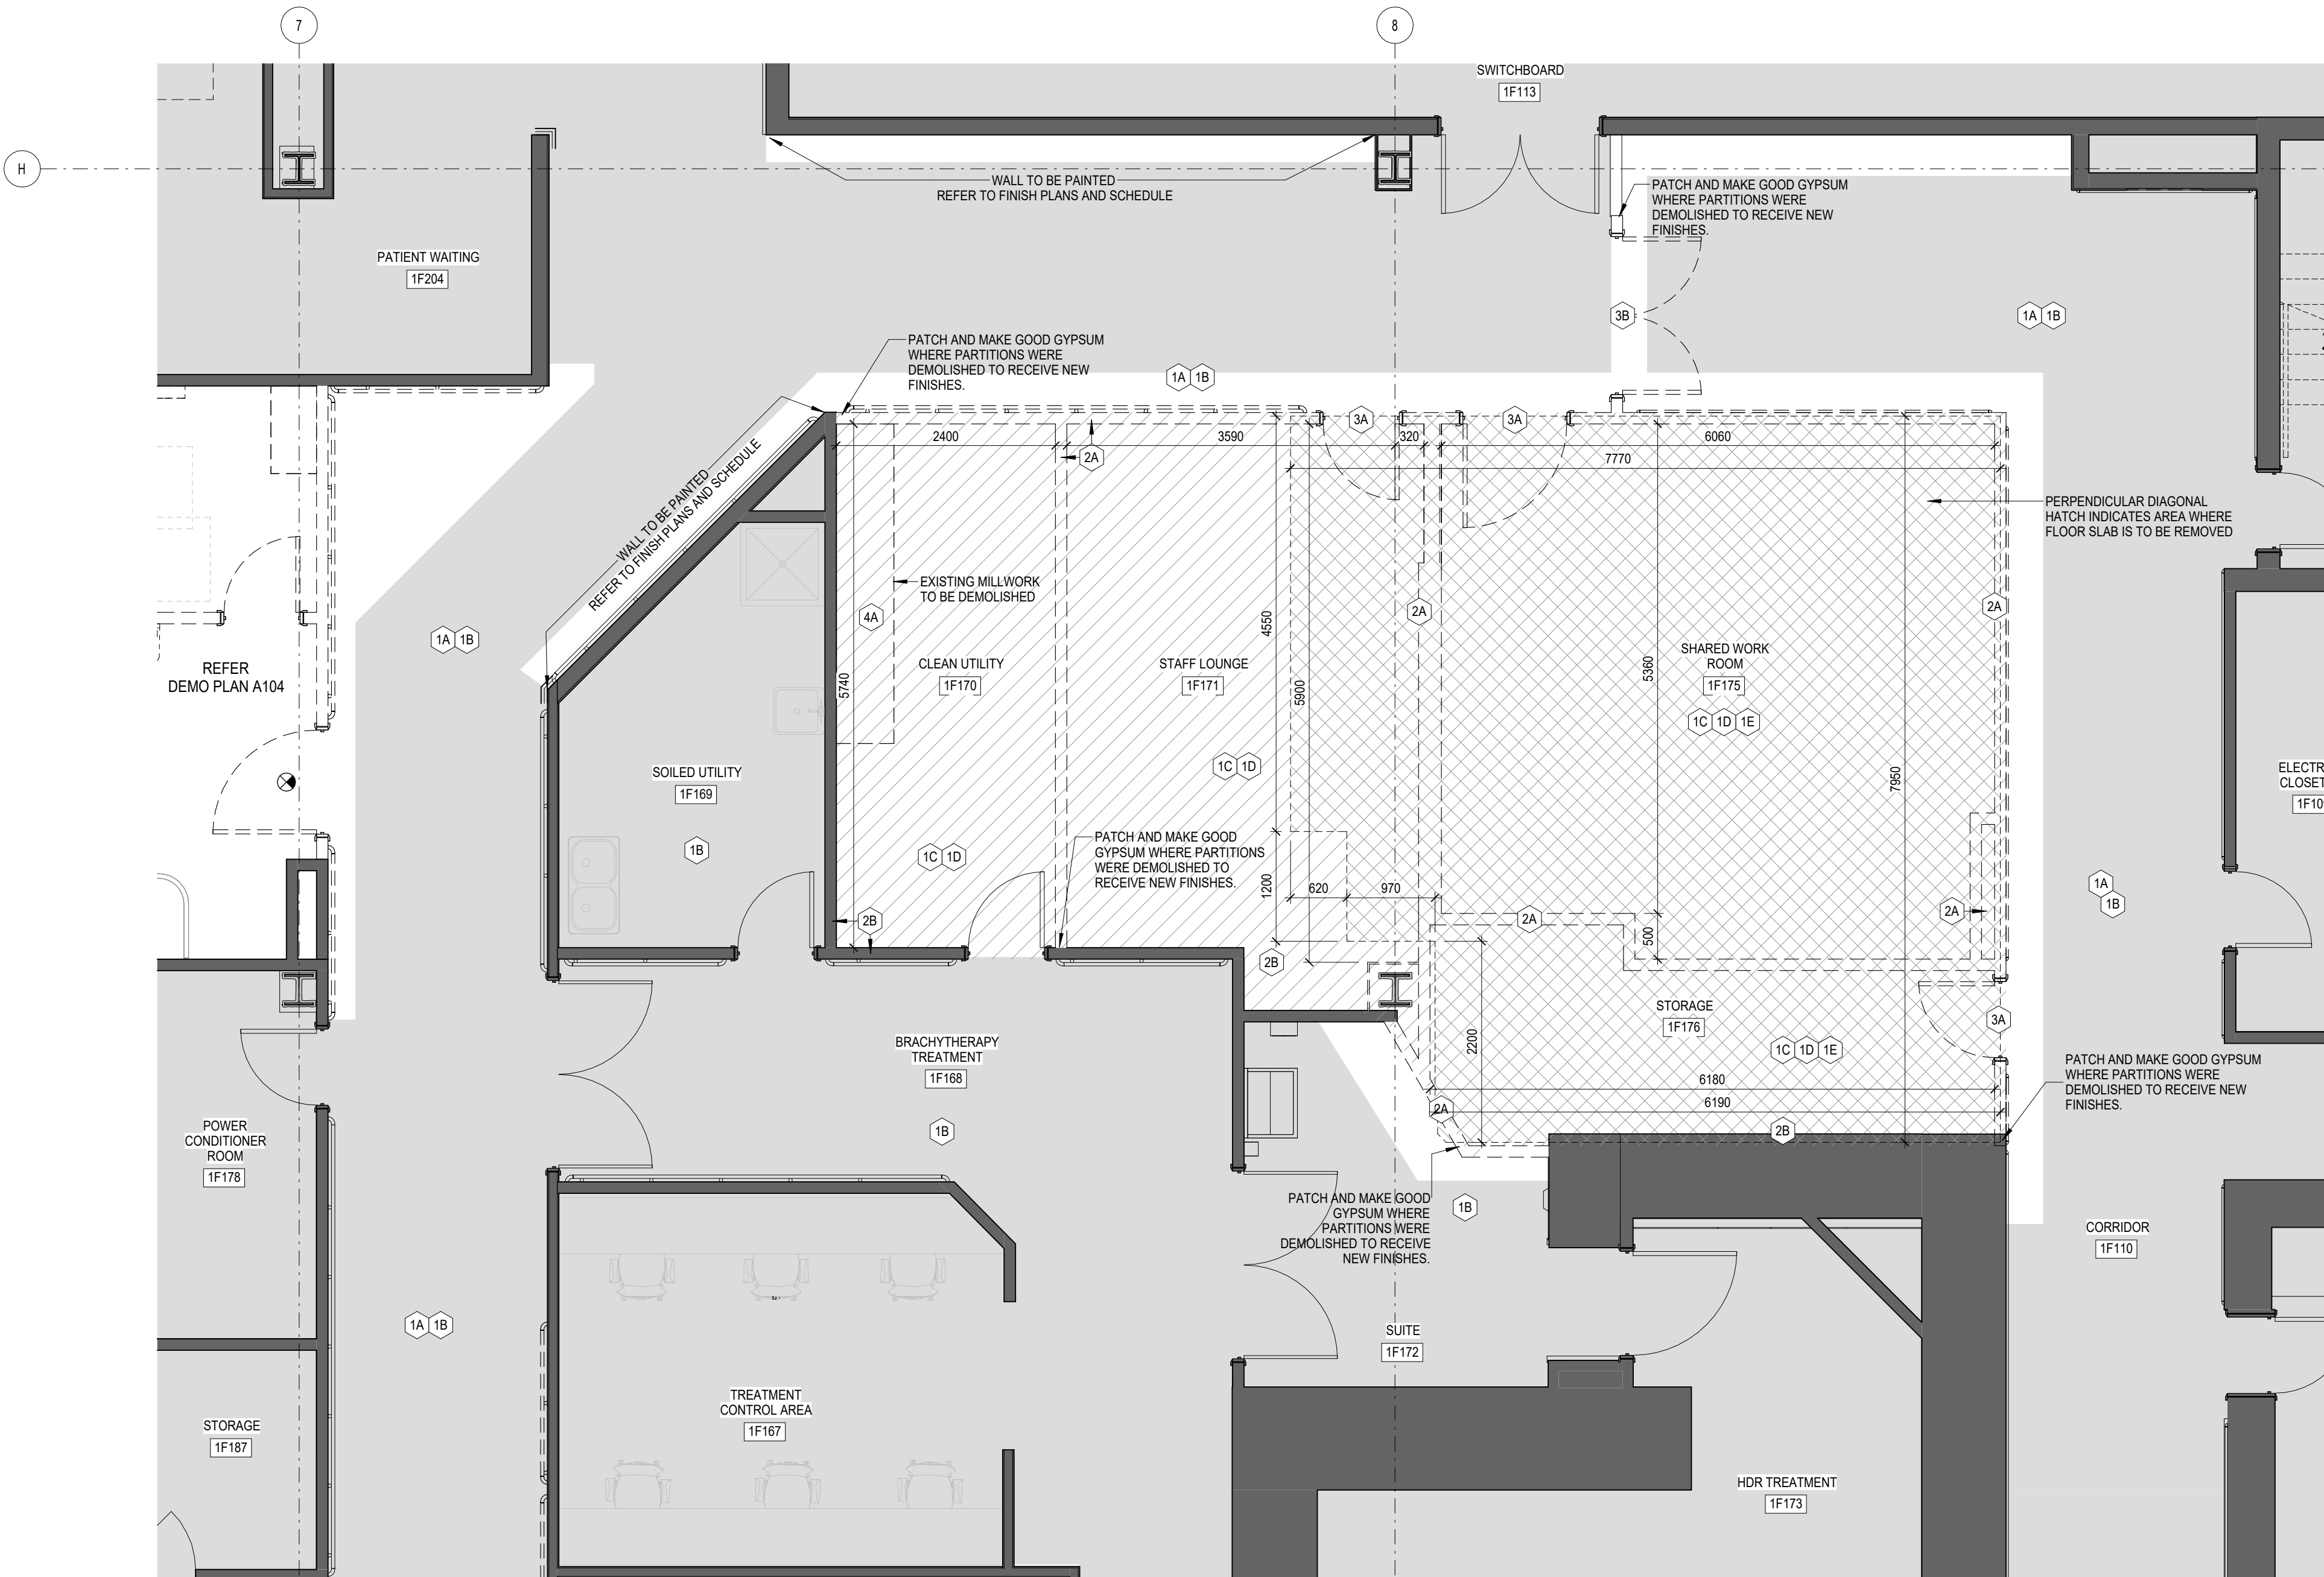 7
8
H
SWITCHBOARD
1F113
WALL TO BE PAINTED
REFER TO FINISH PLANS AND SCHEDULE
PATCH AND MAKE GOOD GYPSUM
WHERE PARTITIONS WERE
DEMOLISHED TO RECEIVE NEW
FINISHES.
PATIENT WAITING
1F204
3B
1A 1B
PATCH AND MAKE GOOD GYPSUM
WHERE PARTITIONS WERE
DEMOLISHED TO RECEIVE NEW
FINISHES.
1A 1B
3A
3A
2400
3590
320
6060
2A
7770
WALL TO BE PAINTED
REFER TO FINISH PLANS AND SCHEDULE
PERPENDICULAR DIAGONAL
HATCH INDICATES AREA WHERE
FLOOR SLAB IS TO BE REMOVED
EXISTING MILLWORK
TO BE DEMOLISHED
4A
4550
2A
2A
1A 1B
REFER
DEMO PLAN A104
CLEAN UTILITY
1F170
STAFF LOUNGE
1F171
SHARED WORK
ROOM
1F175
1C 1D 1E
5740
5900
5360
7950
SOILED UTILITY
1F169
1C 1D
1B
1C 1D
PATCH AND MAKE GOOD
GYPSUM WHERE PARTITIONS
WERE DEMOLISHED TO
RECEIVE NEW FINISHES.
1200
620
970
2A
2A
500
1A
1B
2B
2B
STORAGE
1F176
3A
1C 1D 1E
2200
BRACHYTHERAPY
TREATMENT
1F168
1B
6180
6190
2A
2B
PATCH AND MAKE GOOD GYPSUM
WHERE PARTITIONS WERE
DEMOLISHED TO RECEIVE NEW
FINISHES.
POWER
CONDITIONER
ROOM
1F178
PATCH AND MAKE GOOD
GYPSUM WHERE
PARTITIONS WERE
DEMOLISHED TO RECEIVE
NEW FINISHES.
1B
CORRIDOR
1F110
1A 1B
SUITE
1F172
TREATMENT
CONTROL AREA
1F167
STORAGE
1F187
HDR TREATMENT
1F173